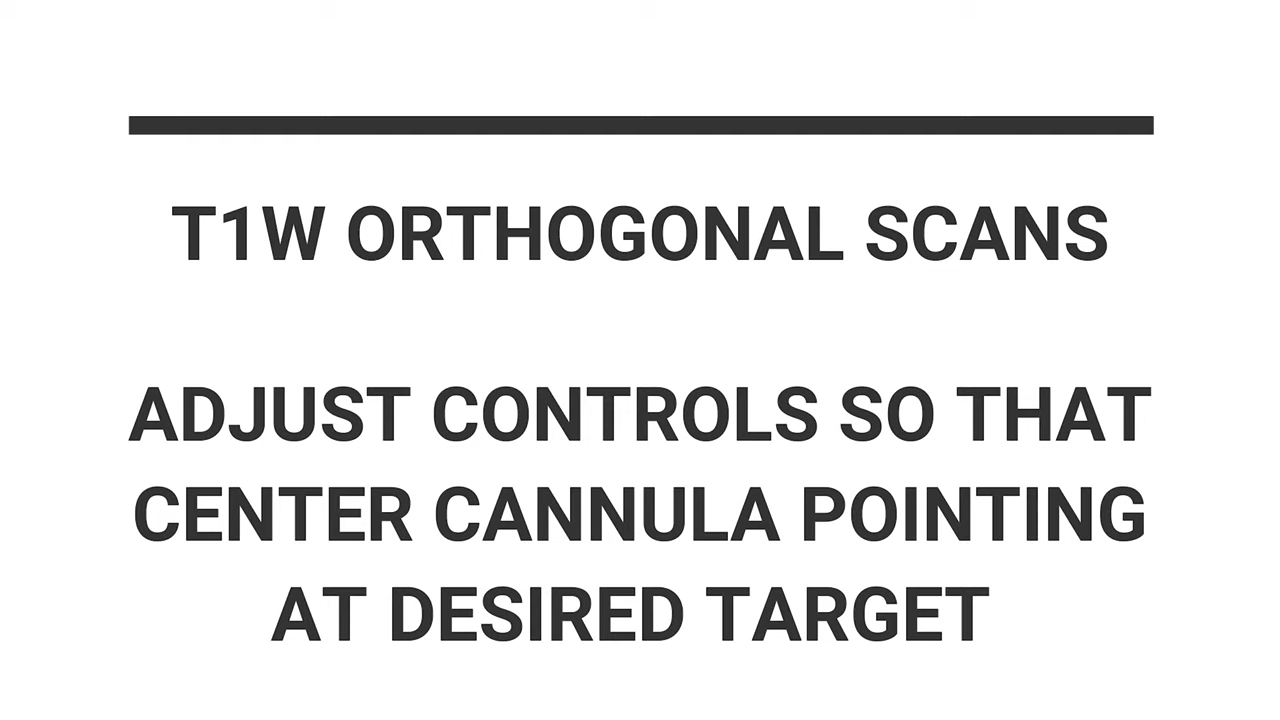 T1W ORTHOGONAL SCANS
ADJUST CONTROLS SO THAT
CENTER CANNULA POINTING
AT DESIRED TARGET